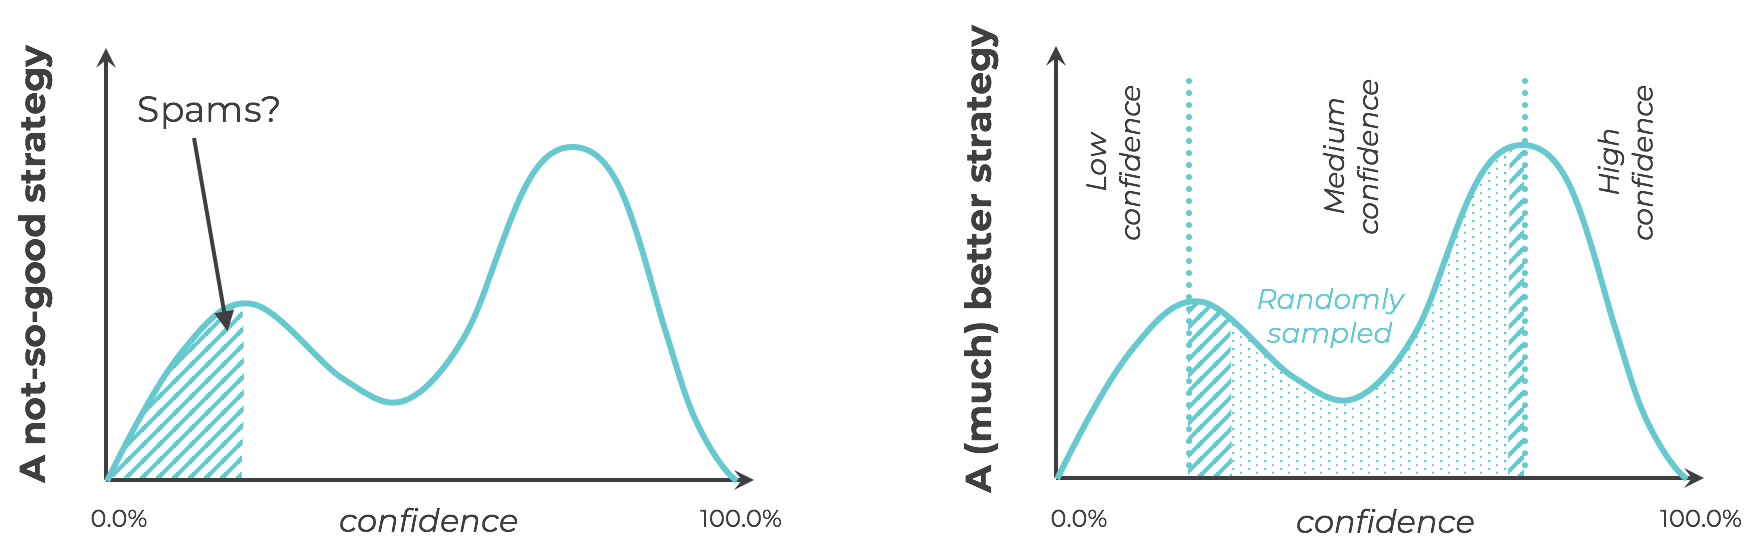 A not-so-good strategy
Spams?
0.0%
confidence
100.0%
A (much) better strategy
Low
confidence
Medium
confidence
High
confidence
Randomly
sampled
0.0%
confidence
100.0%